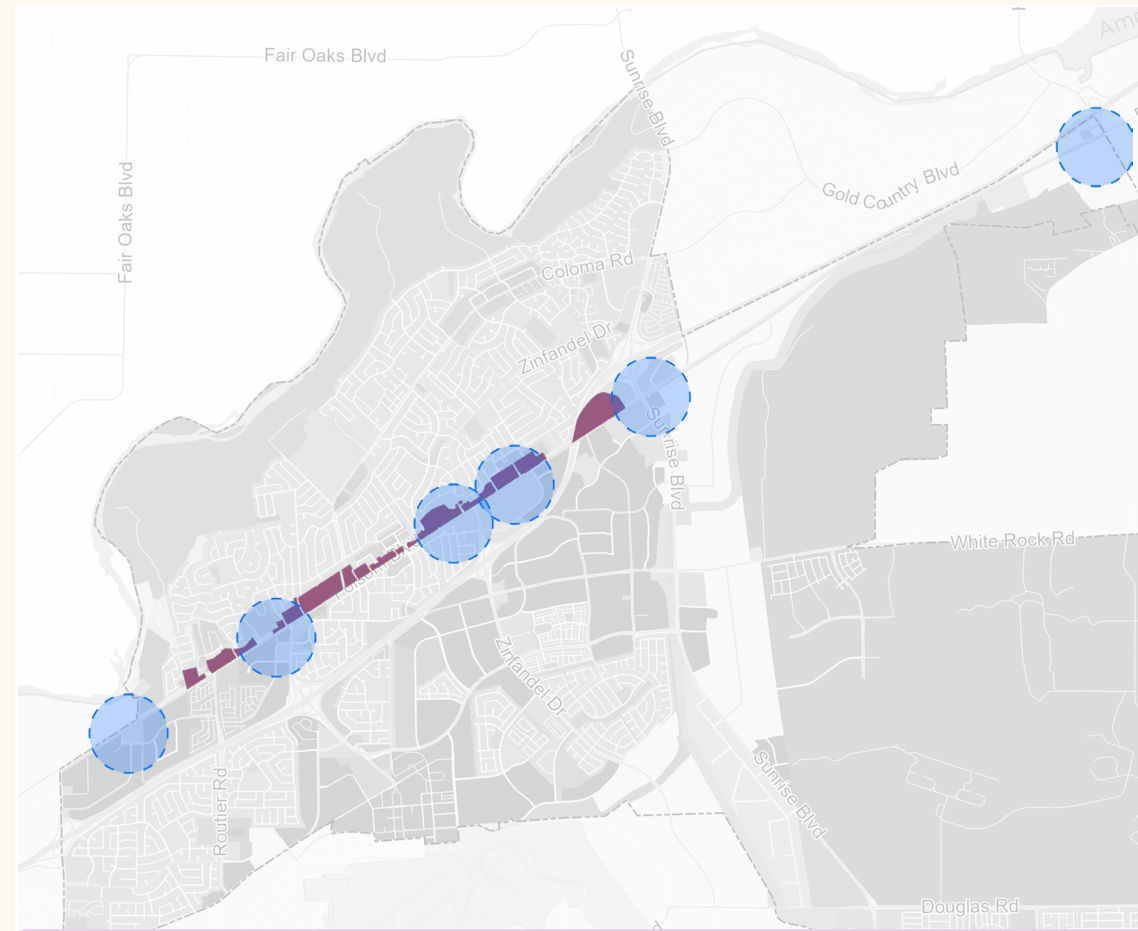 Fair Oaks Blvd
Sunrise Blvd
Fair Oaks Blvd
Gold Country Blvd
Coloma Rd
Zinfandel Dr
Sunrise Blvd
White Rock Rd
Zinfandel Dr
Routier Rd
Sunrise Blvd
Douglas Rd